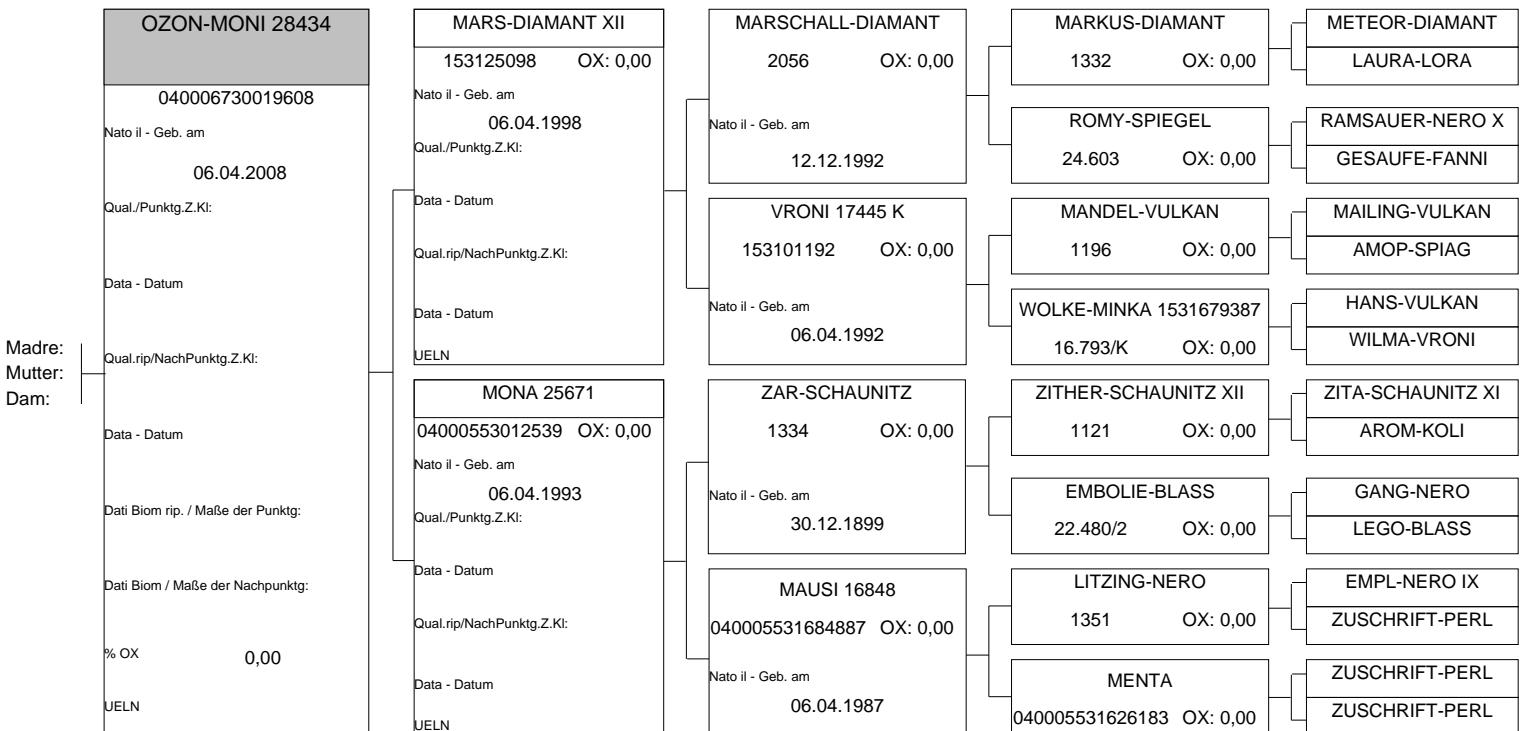 Madre:
Mutter:
Dam:
OZON-MONI 28434
040006730019608
Nato il - Geb. am
06.04.2008
Qual./Punktg.Z.Kl:
Data - Datum
Qual.rip/NachPunktg.Z.Kl:
Data - Datum
Dati Biom rip. / Maße der Punktg:
Dati Biom / Maße der Nachpunktg:
% OX 0,00
UELN
MARS-DIAMANT XII
153125098 OX: 0,00
Nato il - Geb. am
06.04.1998
Qual./Punktg.Z.Kl:
Data - Datum
Qual.rip/NachPunktg.Z.Kl:
Data - Datum
UELN
MONA 25671
04000553012539 OX: 0,00
Nato il - Geb. am
06.04.1993
Qual./Punktg.Z.Kl:
Data - Datum
Qual.rip/NachPunktg.Z.Kl:
Data - Datum
UELN
MARSCHALL-DIAMANT
2056 OX: 0,00
Nato il - Geb. am
12.12.1992
VRONI 17445 K
153101192 OX: 0,00
Nato il - Geb. am
06.04.1992
ZAR-SCHAUNITZ
1334 OX: 0,00
Nato il - Geb. am
30.12.1899
MAUSI 16848
040005531684887 OX: 0,00
Nato il - Geb. am
06.04.1987
MARKUS-DIAMANT
1332 OX: 0,00
ROMY-SPIEGEL
24.603 OX: 0,00
MANDEL-VULKAN
1196 OX: 0,00
WOLKE-MINKA 1531679387
16.793/K OX: 0,00
ZITHER-SCHAUNITZ XII
1121 OX: 0,00
EMBOLIE-BLASS
22.480/2 OX: 0,00
LITZING-NERO
1351 OX: 0,00
MENTA
040005531626183 OX: 0,00
METEOR-DIAMANT
LAURA-LORA
RAMSAUER-NERO X
GESAUFE-FANNI
MAILING-VULKAN
AMOP-SPIAG
HANS-VULKAN
WILMA-VRONI
ZITA-SCHAUNITZ XI
AROM-KOLI
GANG-NERO
LEGO-BLASS
EMPL-NERO IX
ZUSCHRIFT-PERL
ZUSCHRIFT-PERL
ZUSCHRIFT-PERL